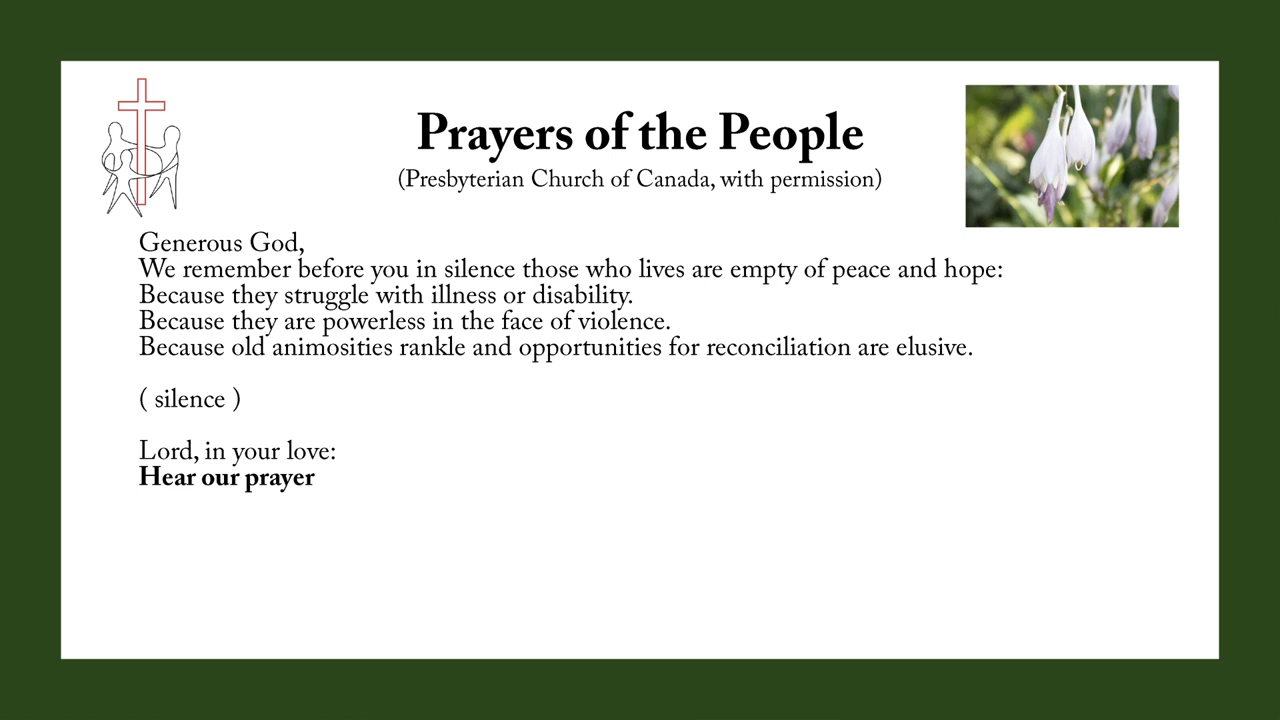 Prayers of the People
(Presbyterian Church of Canada, with permission)
Generous God,
We remember before you in silence those who lives are empty of peace and hope:
Because they struggle with illness or disability.
Because they are powerless in the face of violence.
Because old animosities rankle and opportunities for reconciliation are elusive.
( silence )
Lord, in your love:
Hear our prayer